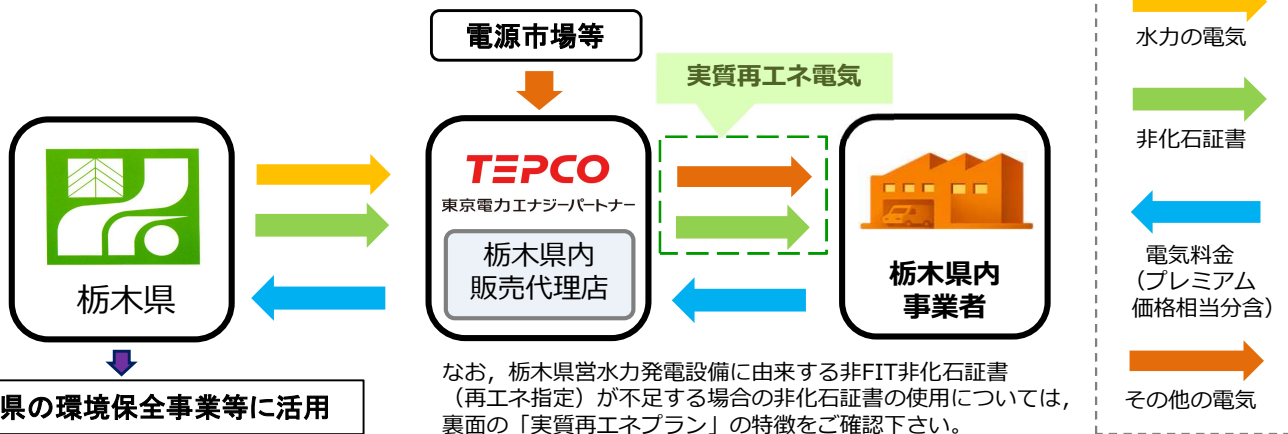 電源市場等
実質再エネ電気
TEPCO
東京電力エナジーパートナー
栃木県内
販売代理店
栃木県
栃木県内
事業者
県の環境保全事業等に活用
なお，栃木県営水力発電設備に由来する非FIT非化石証書
（再エネ指定）が不足する場合の非化石証書の使用については，
裏面の「実質再エネプラン」の特徴をご確認下さい。
水力の電気
非化石証書
電気料金
（プレミアム
価格相当分含）
その他の電気